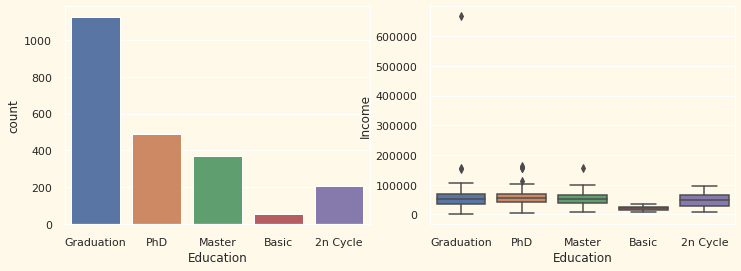 count
1000
800
600
400
200
0
Graduation PhD Master Basic 2n Cycle
Education
Income
600000
500000
400000
300000
200000
100000
0
Graduation PhD Master Basic 2n Cycle
Education